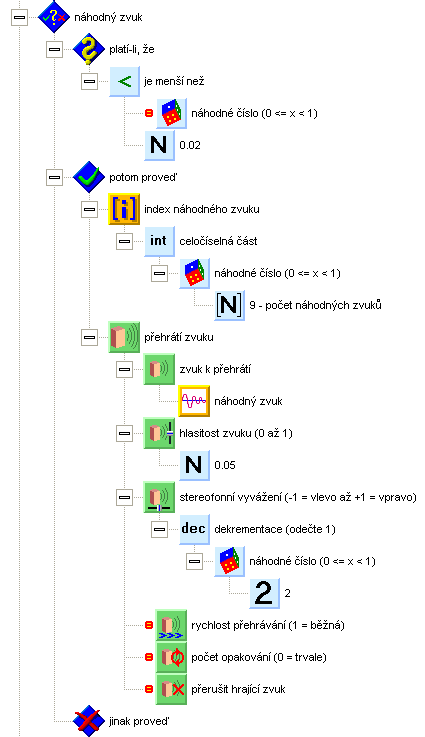 náhodný zvuk
platí-li, že
< je menší než
náhodné číslo (0 <= x < 1)
N 0.02
potom proveď
[i] index náhodného zvuku
int celočíselná část
náhodné číslo (0 <= x < 1)
[N] 9 - počet náhodných zvuků
přehrátí zvuku
zvuk k přehrátí
náhodný zvuk
hlasitost zvuku (0 až 1)
N 0.05
stereofonní vyvážení (-1 = vlevo až +1 = vpravo)
dec dekrementace (odečte 1)
náhodné číslo (0 <= x < 1)
2 2
rychlost přehrávání (1 = běžná)
počet opakování (0 = trvale)
přerušit hrající zvuk
jinak proveď